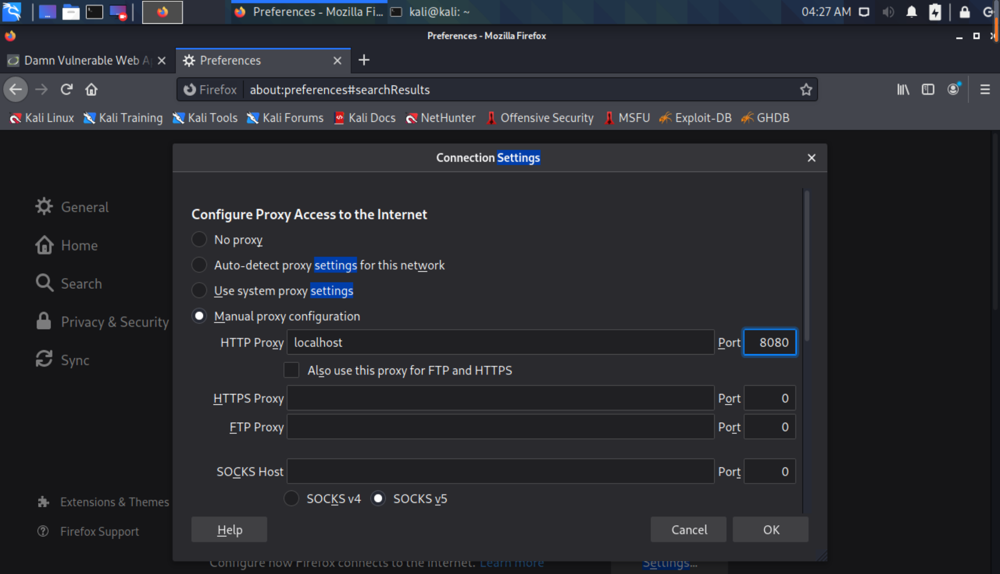 Preferences - Mozilla Fi...
kali@kali: ~
04:27 AM
Preferences - Mozilla Firefox
Damn Vulnerable Web Ap
Preferences
Firefox
about:preferences#searchResults
Kali Linux
Kali Training
Kali Tools
Kali Forums
Kali Docs
NetHunter
Offensive Security
MSFU
Exploit-DB
GHDB
General
Home
Search
Privacy & Security
Sync
Extensions & Themes
Firefox Support
Connection Settings
Configure Proxy Access to the Internet
No proxy
Auto-detect proxy settings for this network
Use system proxy settings
Manual proxy configuration
HTTP Proxy localhost Port 8080
Also use this proxy for FTP and HTTPS
HTTPS Proxy Port 0
FTP Proxy Port 0
SOCKS Host Port 0
SOCKS v4 SOCKS v5
Help Cancel OK
Configure how Firefox connects to the internet. Learn more Settings...